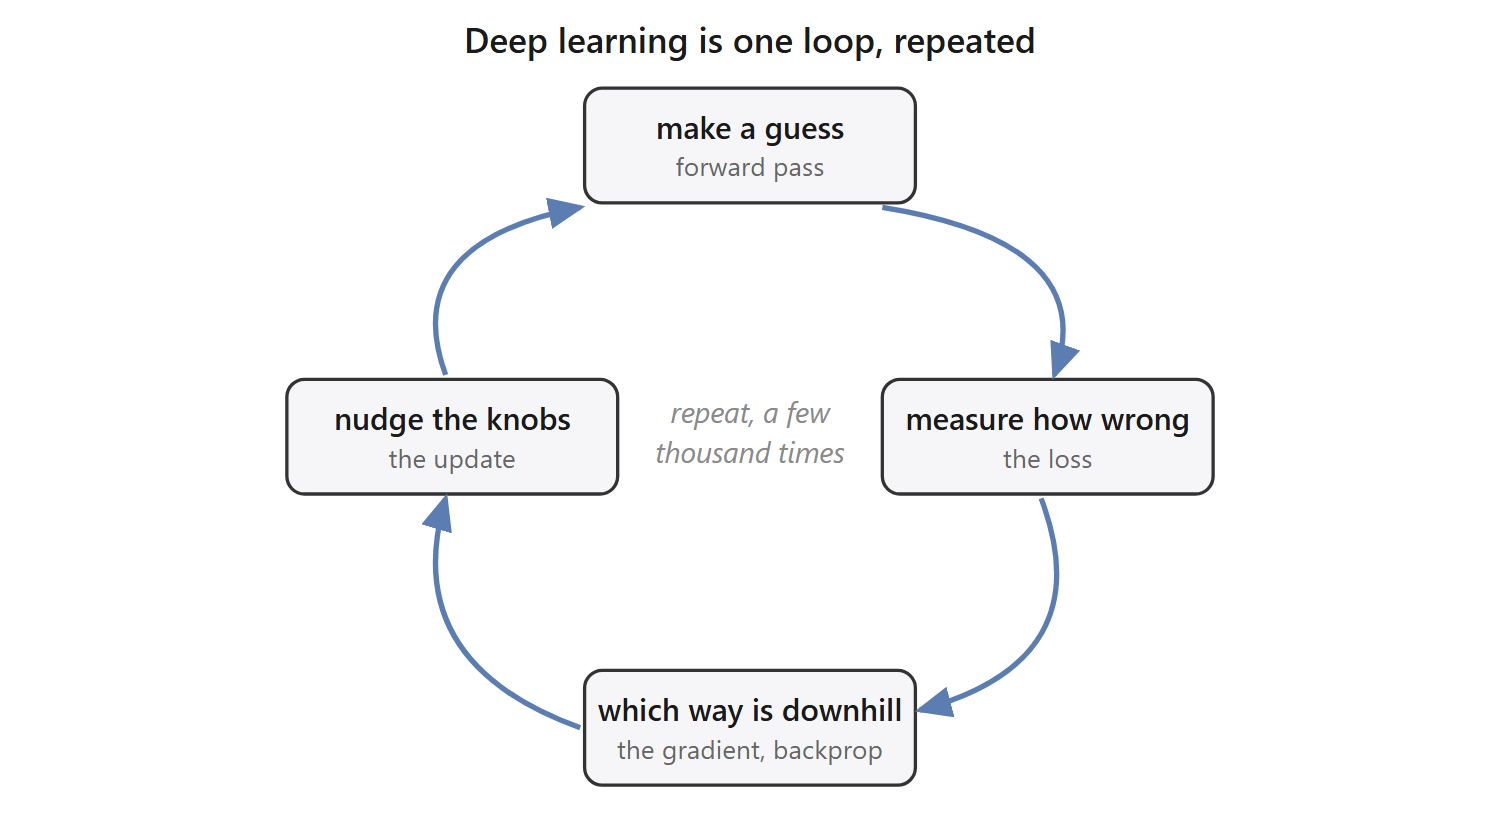 Deep learning is one loop, repeated
make a guess
forward pass
nudge the knobs
the update
repeat, a few
thousand times
measure how wrong
the loss
which way is downhill
the gradient, backprop